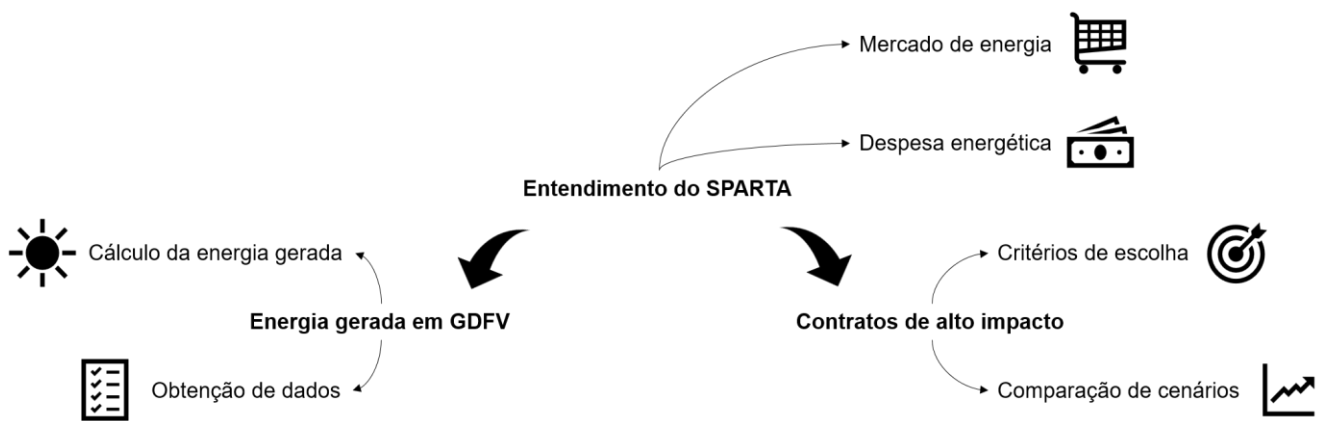 Mercado de energia
Despesa energética
Entendimento do SPARTA
Cálculo da energia gerada
Critérios de escolha
Energia gerada em GDFV
Contratos de alto impacto
Obtenção de dados
Comparação de cenários